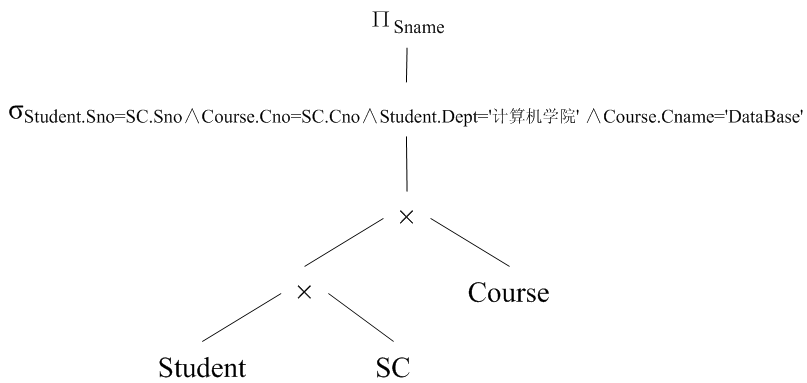 Π Sname
σStudent.Sno=SC.Sno∧Course.Cno=SC.Cno∧Student.Dept='计算机学院' ∧Course.Cname='DataBase'
×
× Course
Student SC